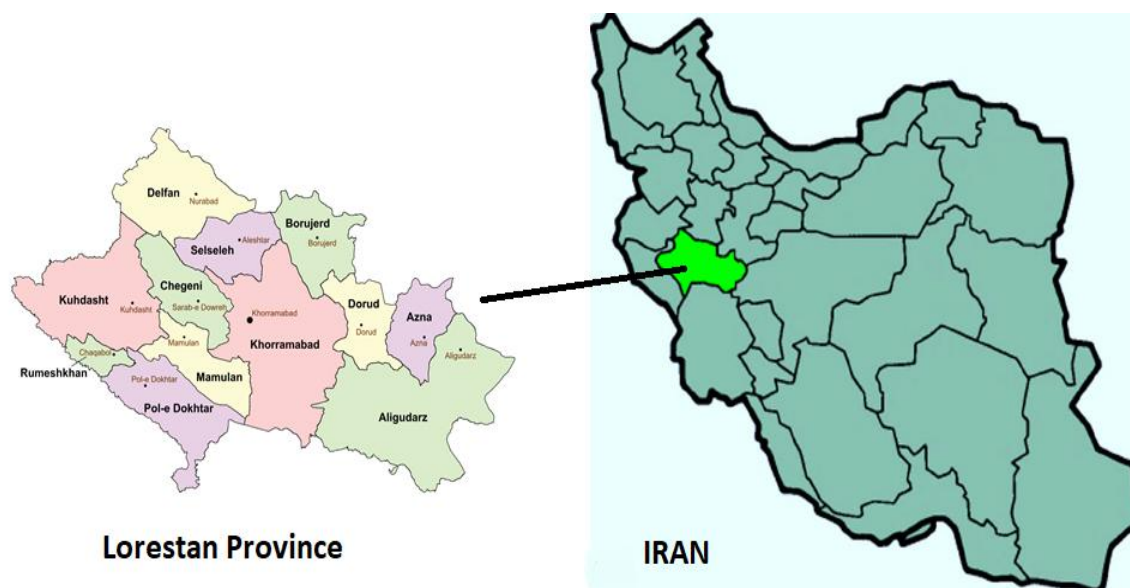 Delfan
Nurabad
Borujerd
Borujerd
Selseleh
Aleshtar
Chegeni
Sarab-e Dowreh
Kuhdasht
Kuhdasht
Khorramabad
Khorramabad
Dorud
Dorud
Azna
Azna
Aligudarz
Aligudarz
Mamulan
Mamulan
Chaqabol
Rumeshkhan
Pol-e Dokhtar
Pol-e Dokhtar
Lorestan Province
IRAN